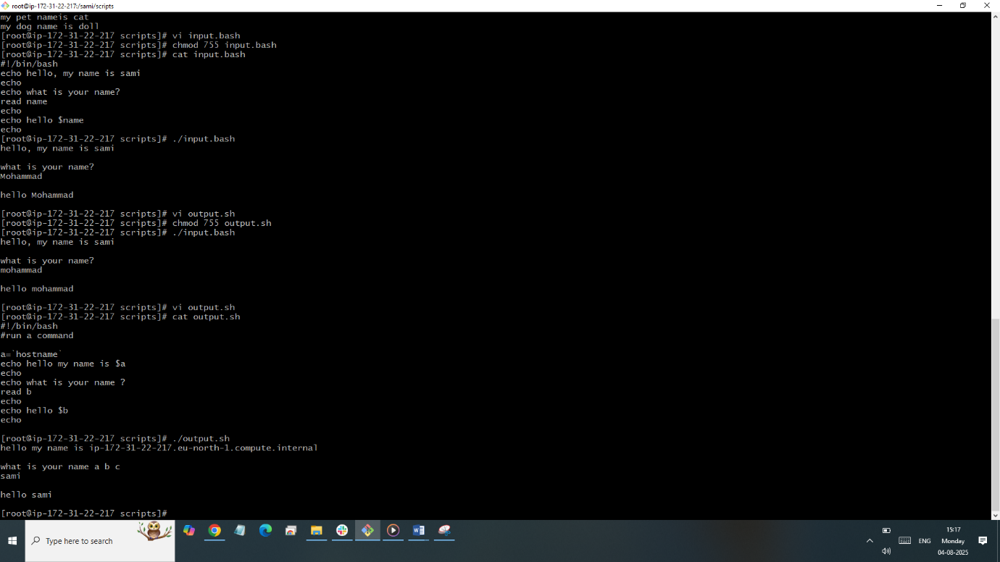 root@ip-172-31-22-217:/sami/scripts
my pet nameis cat
my dog name is doll
[root@ip-172-31-22-217 scripts]# vi input.bash
[root@ip-172-31-22-217 scripts]# chmod 755 input.bash
[root@ip-172-31-22-217 scripts]# cat input.bash
#!/bin/bash
echo hello, my name is sami
echo
echo what is your name?
read name
echo
echo hello $name
echo
[root@ip-172-31-22-217 scripts]# ./input.bash
hello, my name is sami
what is your name?
Mohammad
hello Mohammad
[root@ip-172-31-22-217 scripts]# vi output.sh
[root@ip-172-31-22-217 scripts]# chmod 755 output.sh
[root@ip-172-31-22-217 scripts]# ./input.bash
hello, my name is sami
what is your name?
mohammad
hello mohammad
[root@ip-172-31-22-217 scripts]# vi output.sh
[root@ip-172-31-22-217 scripts]# cat output.sh
#!/bin/bash
#run a command
a=`hostname`
echo hello my name is $a
echo
echo what is your name ?
read b
echo
echo hello $b
echo
[root@ip-172-31-22-217 scripts]# ./output.sh
hello my name is ip-172-31-22-217.eu-north-1.compute.internal
what is your name a b c
sami
hello sami
[root@ip-172-31-22-217 scripts]#
Type here to search
ENG
15:17
Monday
04-08-2025